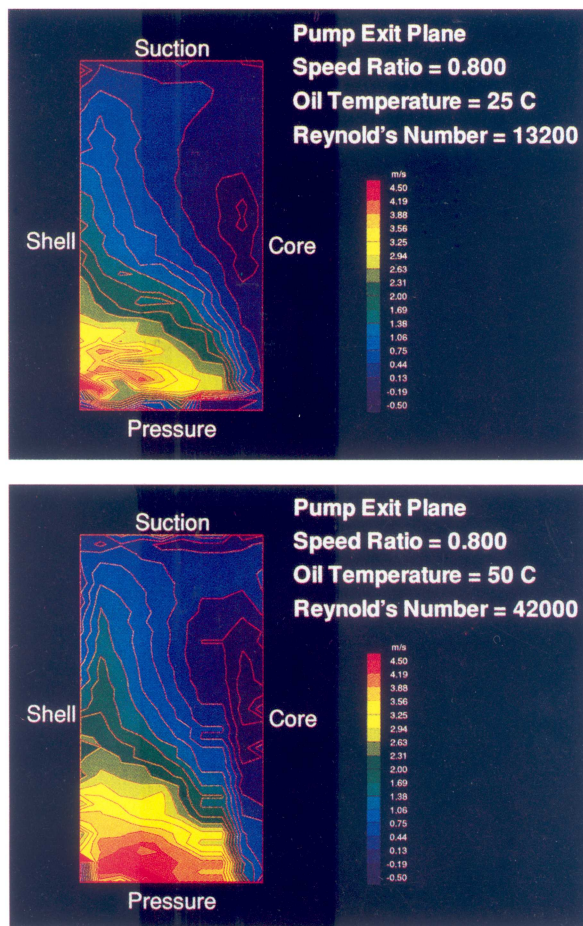 Suction
Pump Exit Plane
Speed Ratio = 0.800
Oil Temperature = 25 C
Reynold's Number = 13200
m/s
4.50
4.19
3.88
3.56
3.25
2.94
2.63
2.31
2.00
1.69
1.38
1.06
0.75
0.44
0.13
-0.19
-0.50
Shell
Core
Pressure
Suction
Pump Exit Plane
Speed Ratio = 0.800
Oil Temperature = 50 C
Reynold's Number = 42000
m/s
4.50
4.19
3.88
3.56
3.25
2.94
2.63
2.31
2.00
1.69
1.38
1.06
0.75
0.44
0.13
-0.19
-0.50
Shell
Core
Pressure